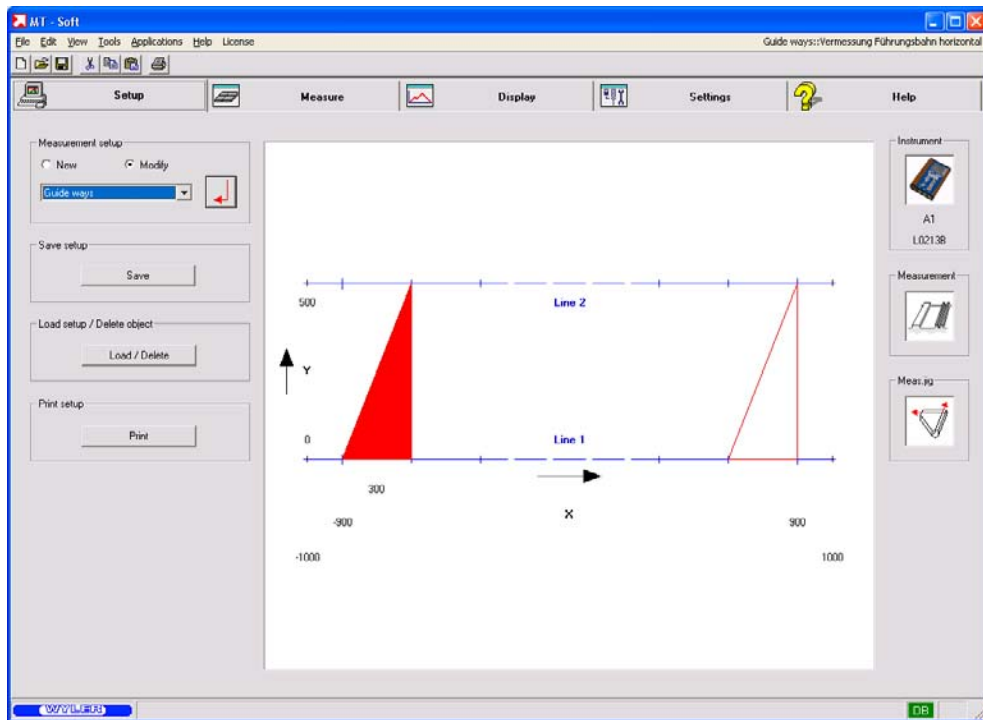 MT - Soft
File Edit View Tools Applications Help License
Guide ways::Vermessung Führungsbahn horizontal
Setup
Measure
Display
Settings
Help
Measurement setup
New
Modify
Guide ways
Save setup
Save
Load setup / Delete object
Load / Delete
Print setup
Print
500
Line 2
Y
0
Line 1
300
X
-900
900
-1000
1000
Instrument
A1
L0213B
Measurement
Meas.jig
WYLER
DB